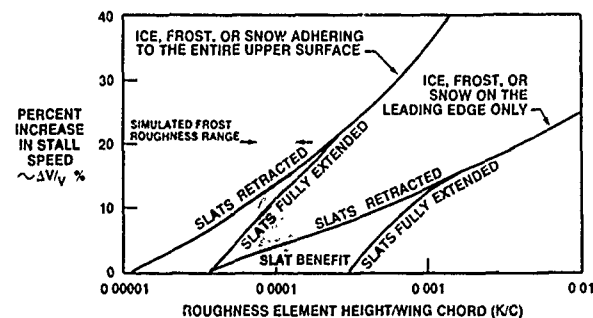 40
30
20
10
0
PERCENT
INCREASE
IN STALL
SPEED
~ΔV/V %
ICE, FROST, OR SNOW ADHERING
TO THE ENTIRE UPPER SURFACE
ICE, FROST, OR
SNOW ON THE
LEADING EDGE ONLY
SIMULATED FROST
ROUGHNESS RANGE
SLATS RETRACTED
SLATS FULLY EXTENDED
SLATS RETRACTED
SLATS FULLY EXTENDED
SLAT BENEFIT
0 00001 0 0001 0 001 0 01
ROUGHNESS ELEMENT HEIGHT/WING CHORD (K/C)